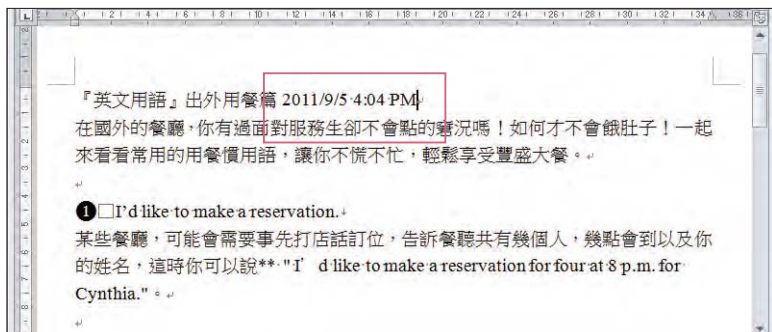 『英文用語』出外用餐篇 2011/9/5 4:04 PM
在國外的餐廳，你有過面對服務生卻不會點的窘況嗎！如何才不會餓肚子！一起
來看看常用的用餐慣用語，讓你不慌不忙，輕鬆享受豐盛大餐。
❶□I'd like to make a reservation.
某些餐廳，可能會需要事先打店話訂位，告訴餐聽共有幾個人，幾點會到以及你
的姓名，這時你可以說** "I' d like to make a reservation for four at 8 p.m. for
Cynthia." 。